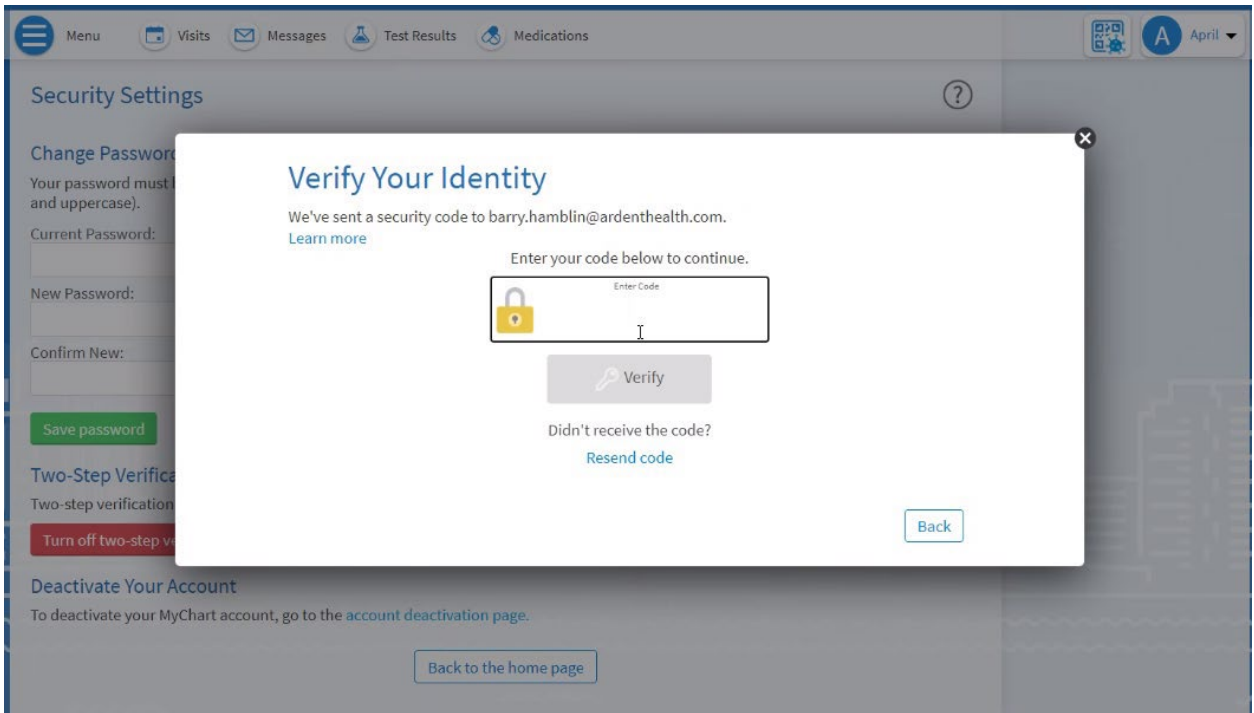 Menu Visits Messages Test Results Medications A April
Security Settings ?
Change Password
Your password must
and uppercase).
Current Password:
New Password:
Confirm New:
Save password
Two-Step
Two-step verification
Turn off two-step
Deactivate Your Account
To deactivate your MyChart account, go to the account deactivation page.
Back to the home page
Verify Your Identity
We've sent a security code to barry.hamblin@ardenthealth.com.
Learn more
Enter your code below to continue.
Enter Code
Verify
Didn't receive the code?
Resend code
Back